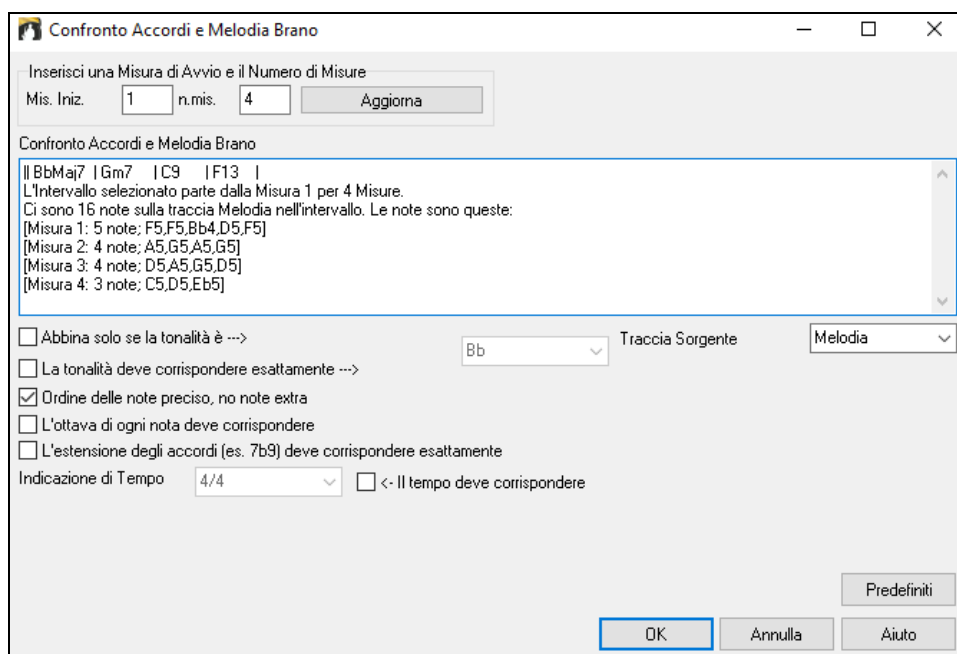 Confronto Accordi e Melodia Brano
Inserisci una Misura di Avvio e il Numero di Misure
Mis. Iniz. 1 n.mis. 4 Aggiorna
Confronto Accordi e Melodia Brano
|| BbMaj7 | Gm7 | C9 | F13 |
L'Intervallo selezionato parte dalla Misura 1 per 4 Misure.
Ci sono 16 note sulla traccia Melodia nell'intervallo. Le note sono queste:
[Misura 1: 5 note; F5,F5,Bb4,D5,F5]
[Misura 2: 4 note; A5,G5,A5,G5]
[Misura 3: 4 note; D5,A5,G5,D5]
[Misura 4: 3 note; C5,D5,Eb5]
Abbina solo se la tonalità è --->
Bb Traccia Sorgente Melodia
La tonalità deve corrispondere esattamente --->
Ordine delle note preciso, no note extra
L'ottava di ogni nota deve corrispondere
L'estensione degli accordi (es. 7b9) deve corrispondere esattamente
Indicazione di Tempo 4/4 <- Il tempo deve corrispondere
Predefiniti
OK Annulla Aiuto